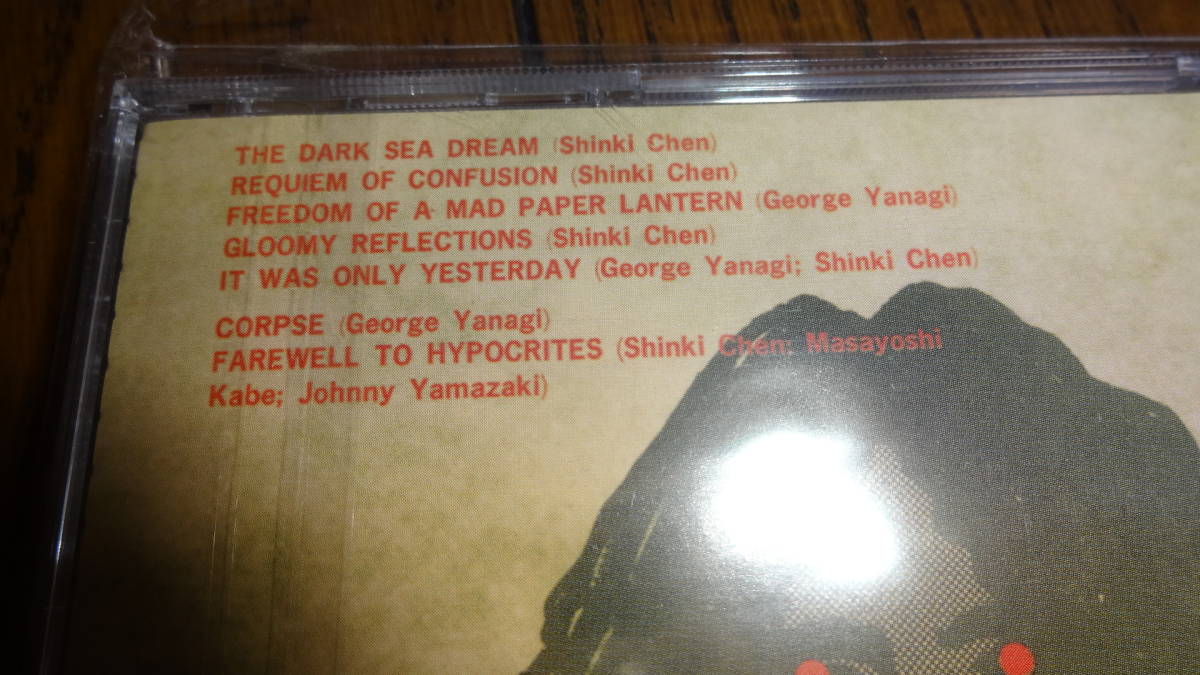 THE DARK SEA DREAM (Shinki Chen)
REQUIEM OF CONFUSION (Shinki Chen)
FREEDOM OF A MAD PAPER LANTERN (George Yanagi)
GLOOMY REFLECTIONS (Shinki Chen)
IT WAS ONLY YESTERDAY (George Yanagi; Shinki Chen)
CORPSE (George Yanagi)
FAREWELL TO HYPOCRITES (Shinki Chen; Masayoshi
Kabe; Johnny Yamazaki)